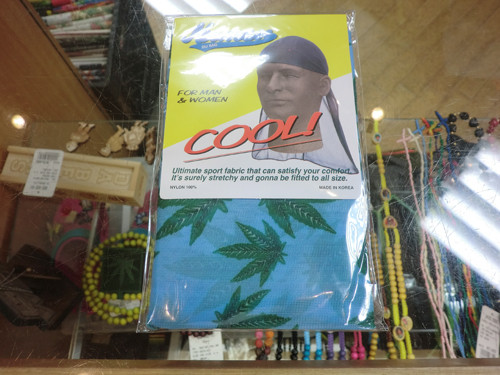 FOR MAN
& WOMEN
COOL!
Ultimate sport fabric that can satisfy your comfort.
It's surely stretchy and gonna be fitted to all size.
NYLON 100% MADE IN KOREA